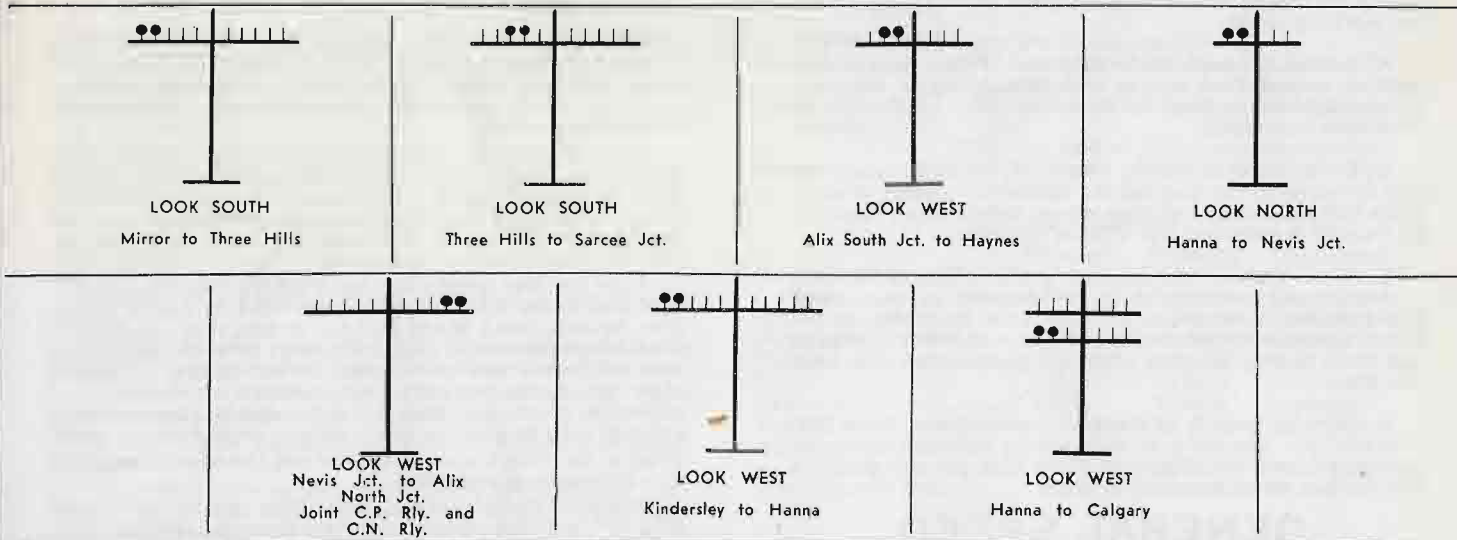 LOOK SOUTH
Mirror to Three Hills
LOOK SOUTH
Three Hills to Sarcee Jct.
LOOK WEST
Alix South Jct. to Haynes
LOOK NORTH
Hanna to Nevis Jct.
LOOK WEST
Nevis Jct. to Alix
North Jct.
Joint C.P. Rly. and
C.N. Rly.
LOOK WEST
Kindersley to Hanna
LOOK WEST
Hanna to Calgary